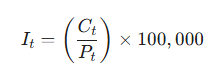 I_t = (C_t / P_t) × 100,000